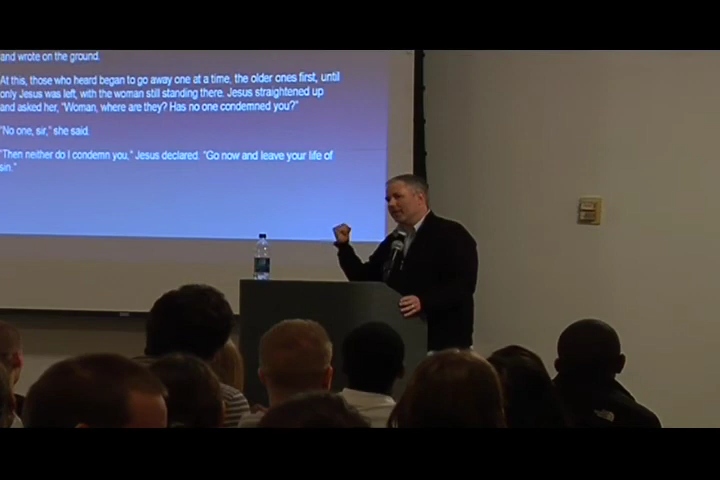 and wrote on the ground.
At this, those who heard began to go away one at a time, the older ones first, until
only Jesus was left, with the woman still standing there. Jesus straightened up
and asked her, "Woman, where are they? Has no one condemned you?"
"No one, sir," she said.
"Then neither do I condemn you," Jesus declared. "Go now and leave your life of
sin."